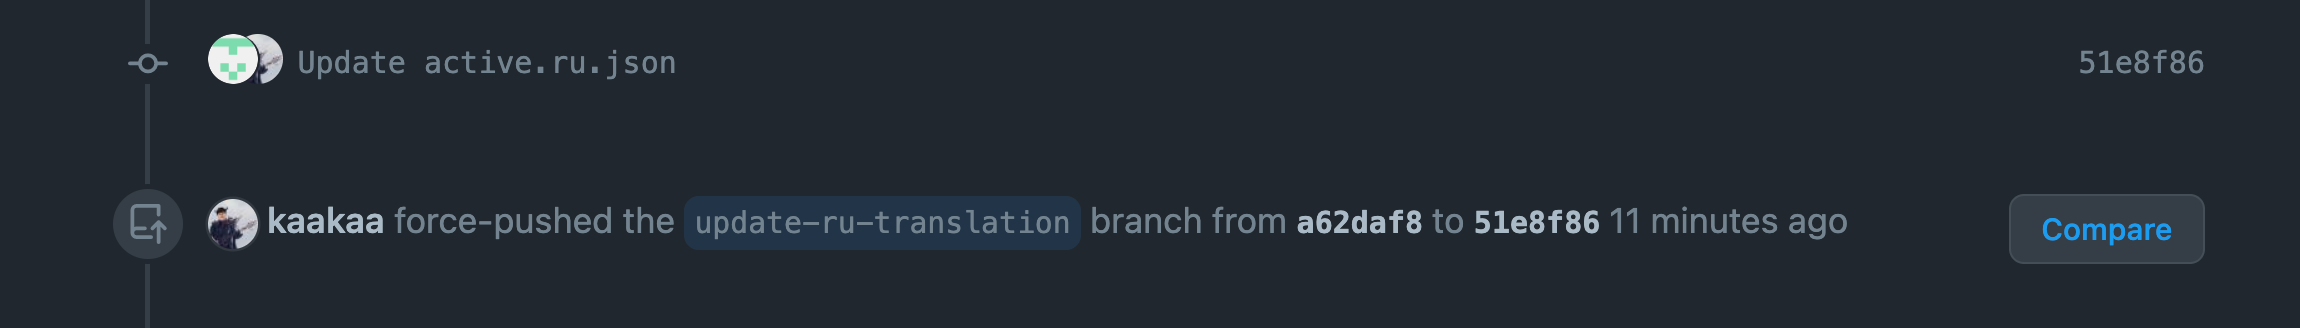 Update active.ru.json 51e8f86
kaakaa force-pushed the update-ru-translation branch from a62daf8 to 51e8f86 11 minutes ago Compare